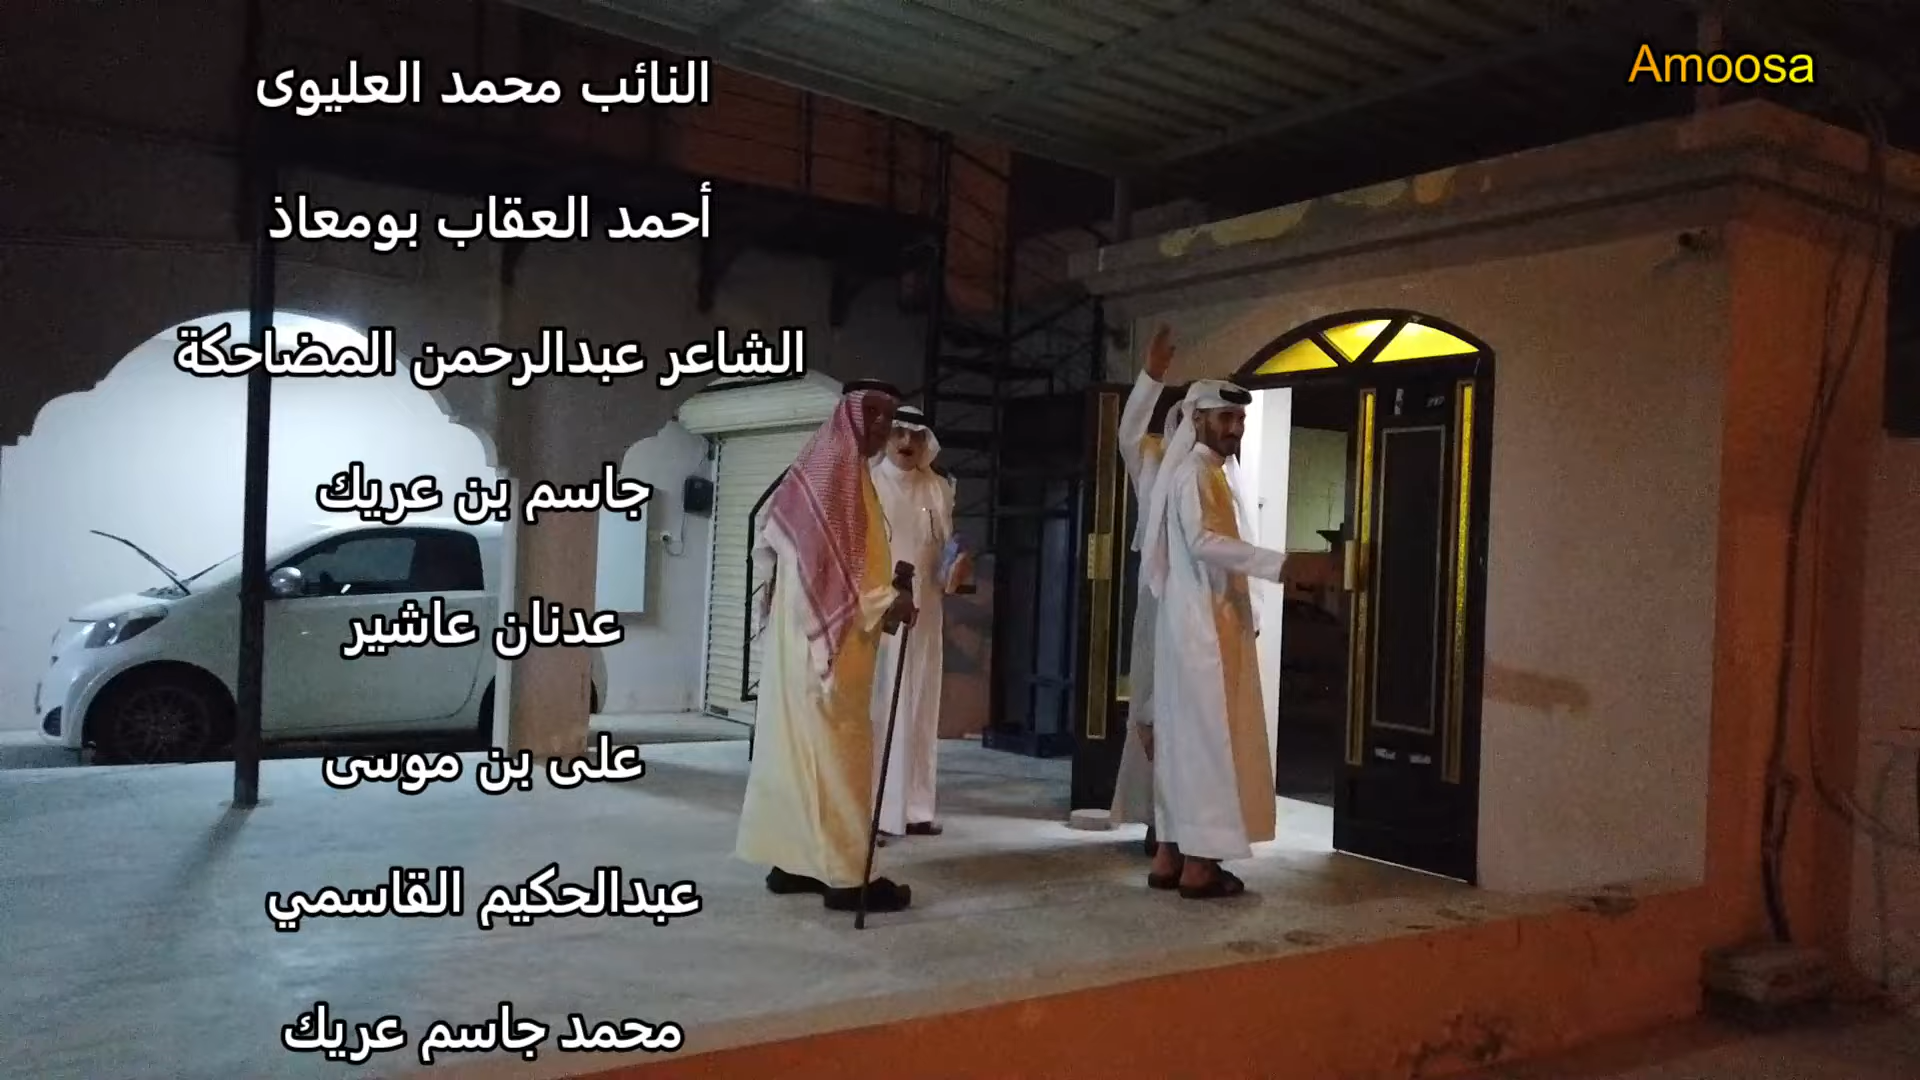 Amoosa
النائب محمد العليوى
أحمد العقاب بومعاذ
الشاعر عبدالرحمن المضاحكة
جاسم بن عريك
عدنان عاشير
على بن موسى
عبدالحكيم القاسمي
محمد جاسم عريك